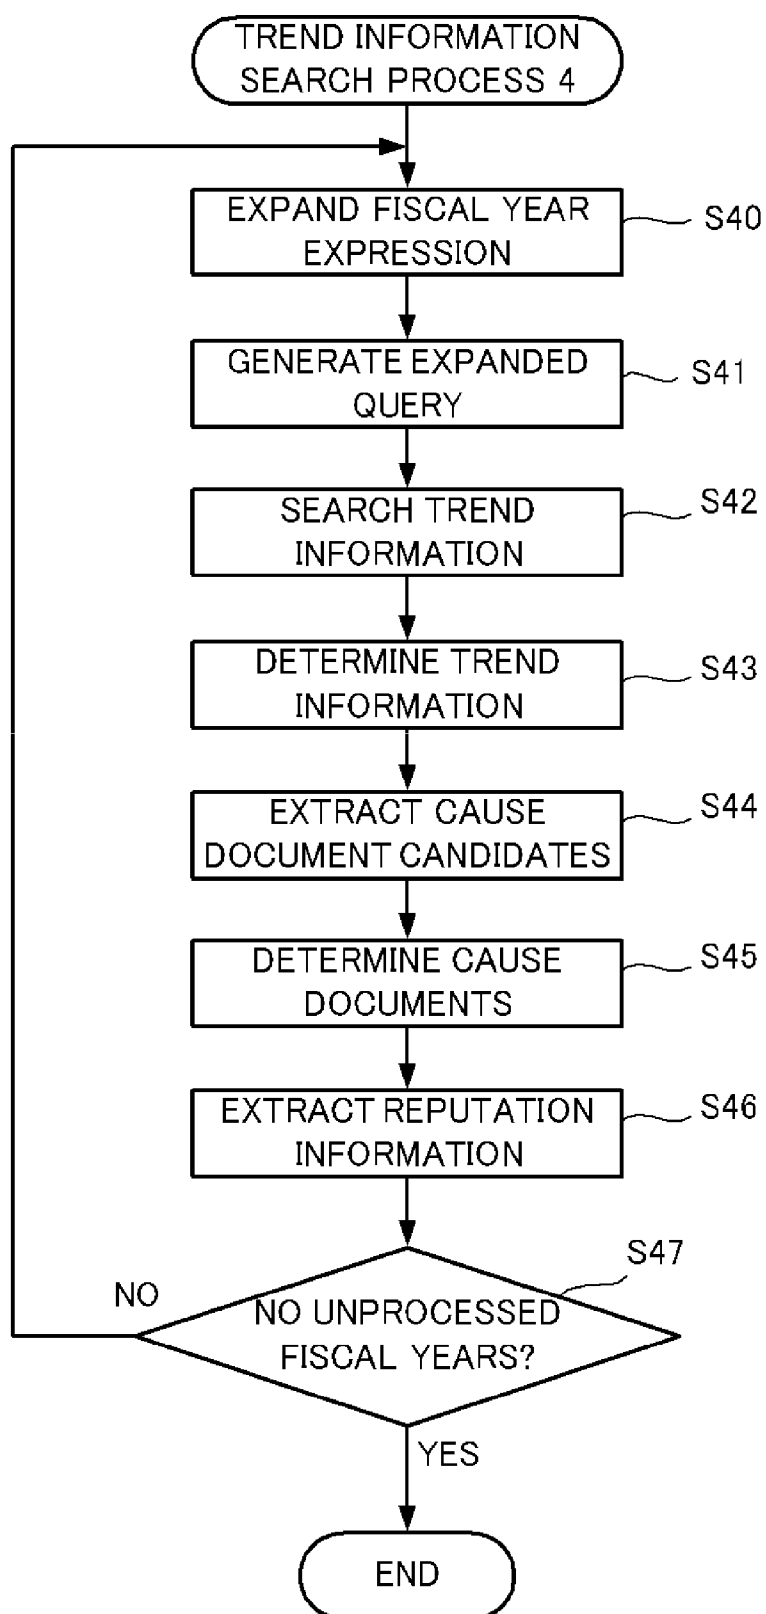 TREND INFORMATION
SEARCH PROCESS 4
EXPAND FISCAL YEAR
EXPRESSION
S40
GENERATE EXPANDED
QUERY
S41
SEARCH TREND
INFORMATION
S42
DETERMINE TREND
INFORMATION
S43
EXTRACT CAUSE
DOCUMENT CANDIDATES
S44
DETERMINE CAUSE
DOCUMENTS
S45
EXTRACT REPUTATION
INFORMATION
S46
S47
NO
NO UNPROCESSED
FISCAL YEARS?
YES
END